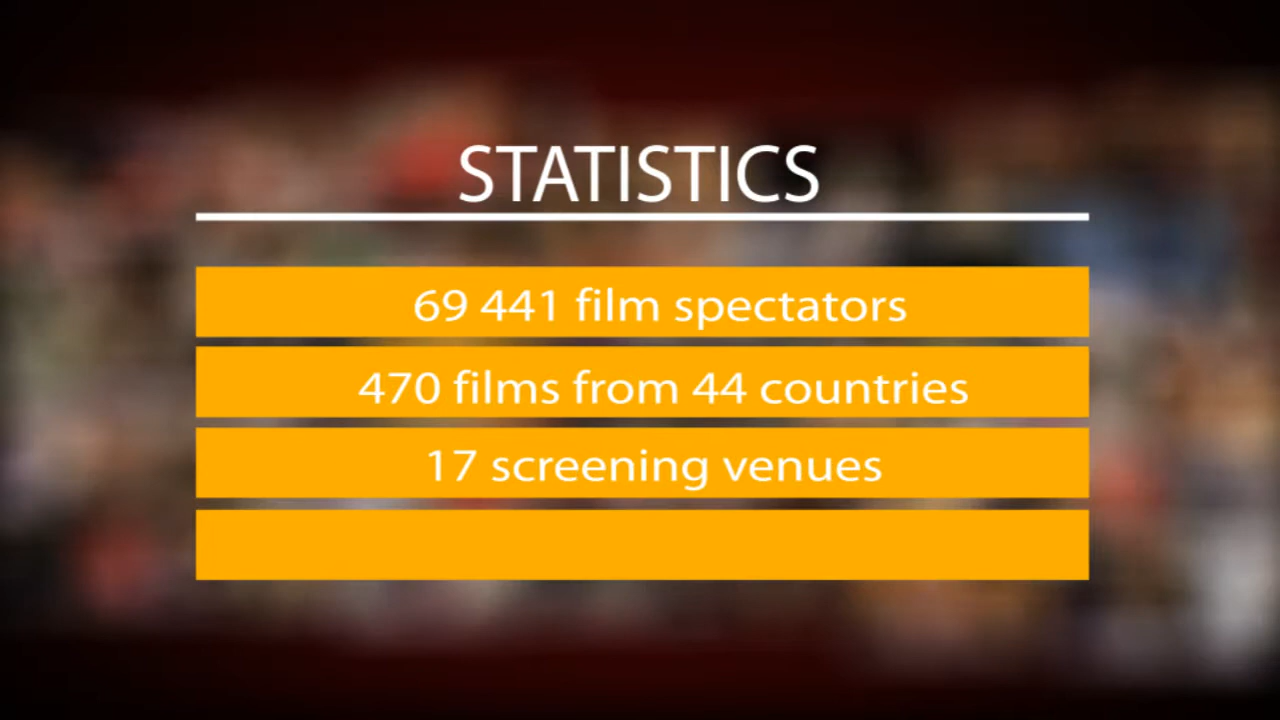 STATISTICS
69 441 film spectators
470 films from 44 countries
17 screening venues